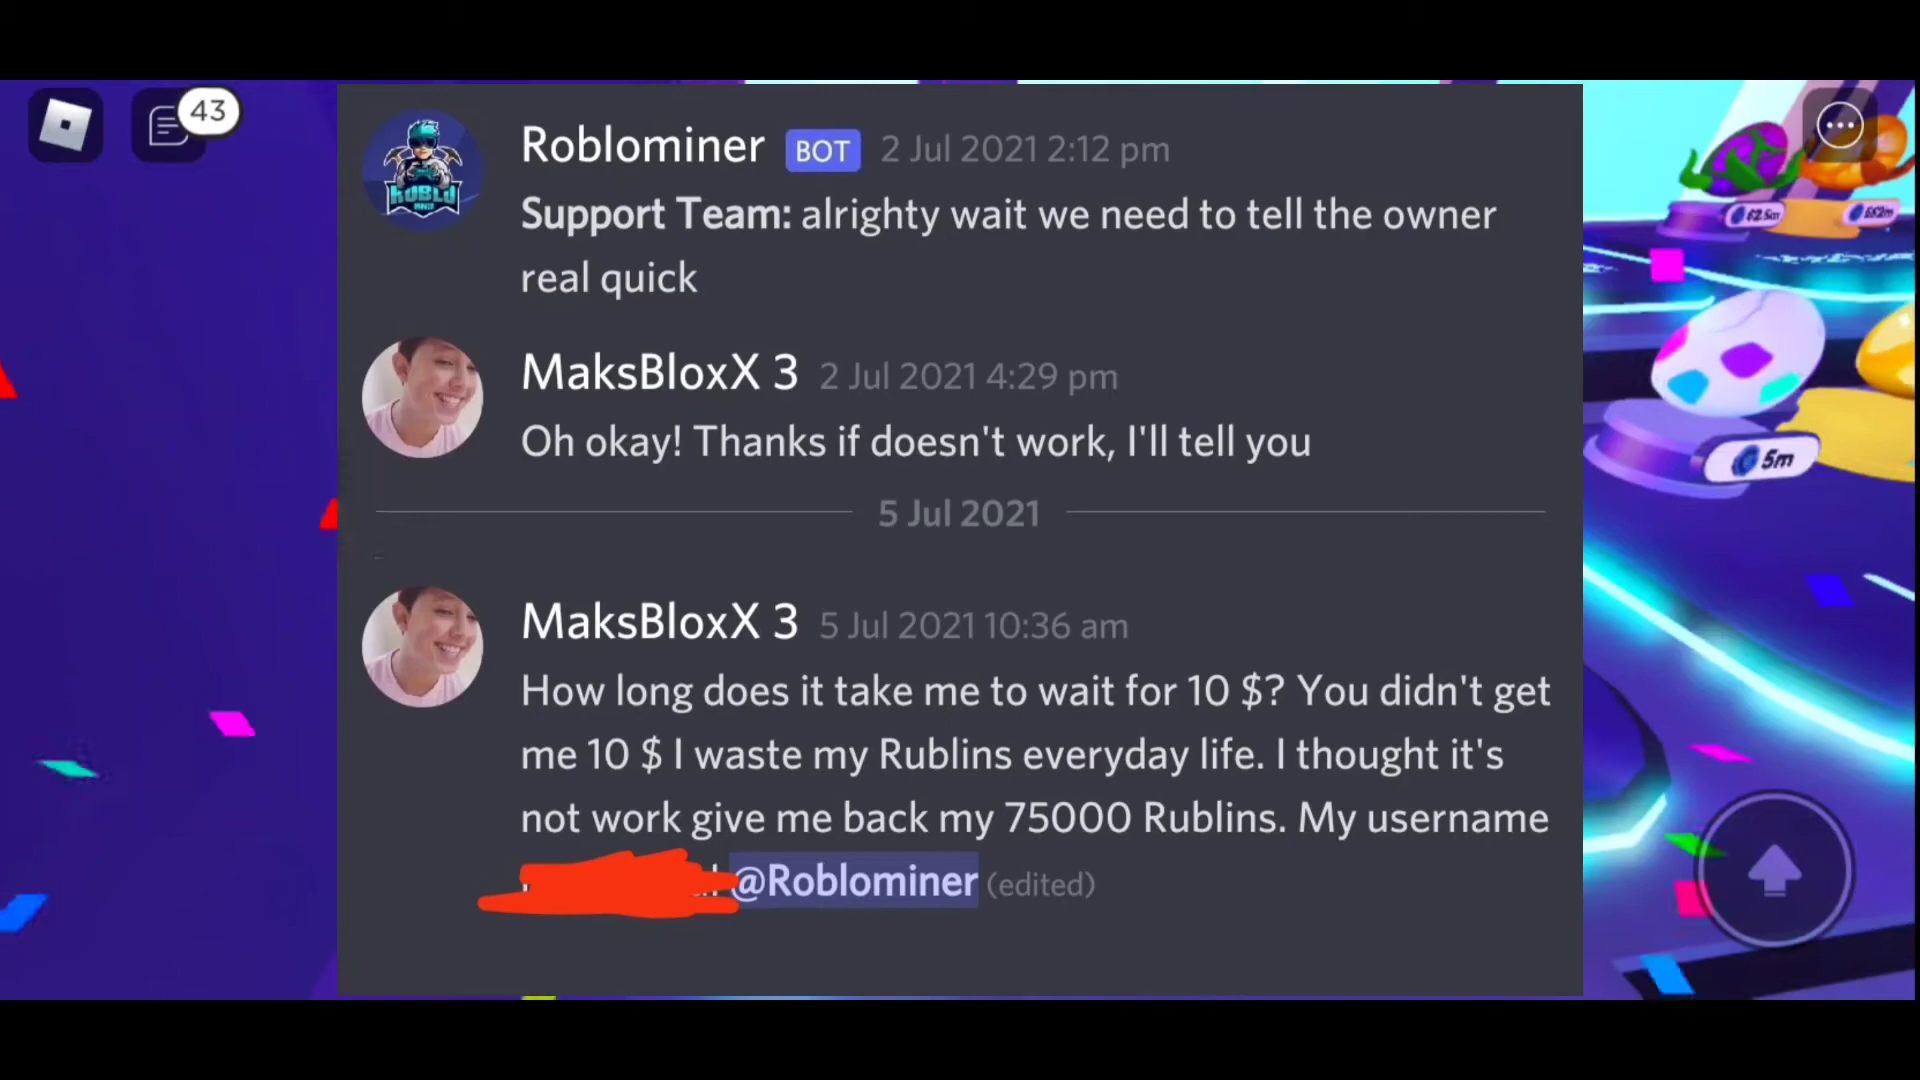 43
Roblominer BOT 2 Jul 2021 2:12 pm
Support Team: alrighty wait we need to tell the owner
real quick
MaksBloxX 3 2 Jul 2021 4:29 pm
Oh okay! Thanks if doesn't work, I'll tell you
5 Jul 2021
MaksBloxX 3 5 Jul 2021 10:36 am
How long does it take me to wait for 10 $? You didn't get
me 10 $ I waste my Rublins everyday life. I thought it's
not work give me back my 75000 Rublins. My username
@Roblominer (edited)
ROBLO
62.5m
5m